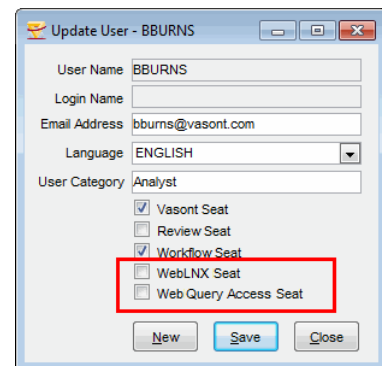 Update User - BBURNS
User Name BBURNS
Login Name
Email Address bburns@vasont.com
Language ENGLISH
User Category Analyst
Vasont Seat
Review Seat
Workflow Seat
WebLNX Seat
Web Query Access Seat
New Save Close